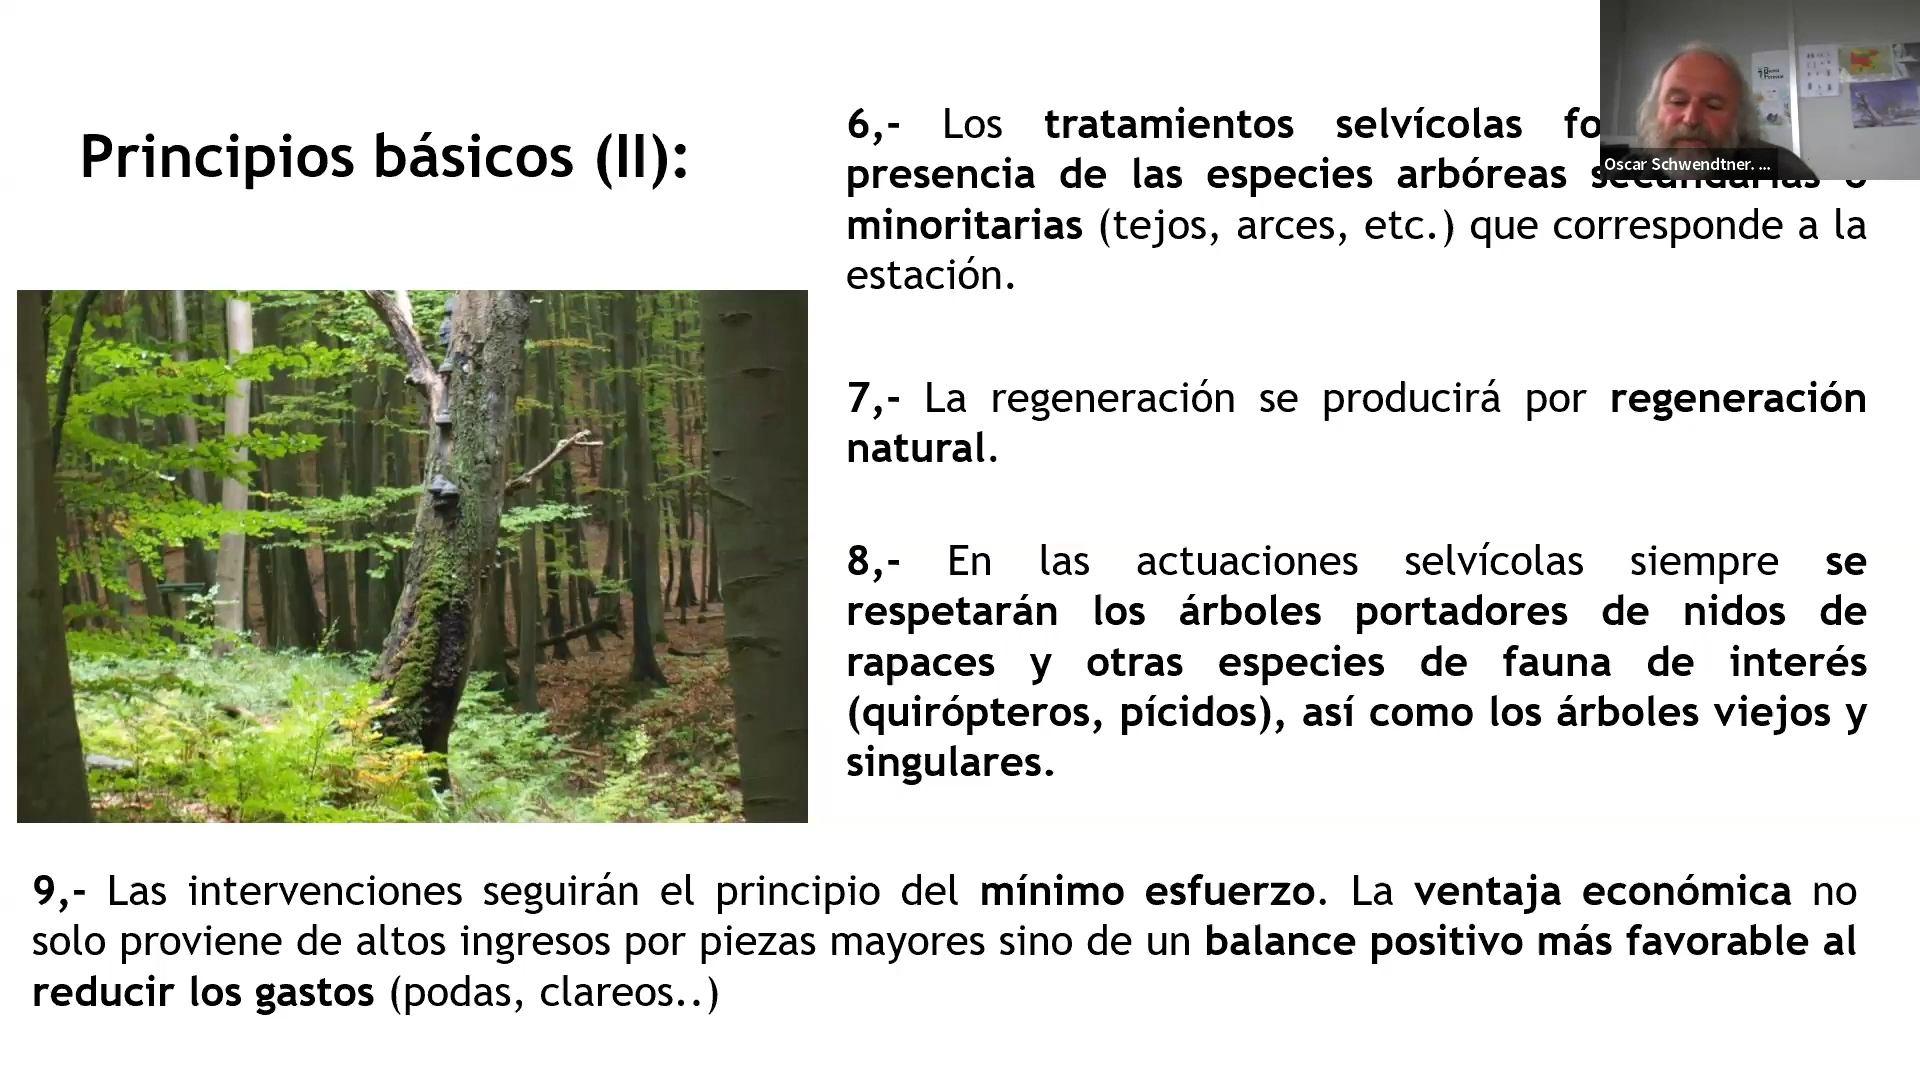 Principios básicos (II):
6,- Los tratamientos selvícolas
presencia de las especies arbóreas secundarias o
minoritarias (tejos, arces, etc.) que corresponde a la
estación.
7,- La regeneración se producirá por regeneración
natural.
8,- En las actuaciones selvícolas siempre se
respetarán los árboles portadores de nidos de
rapaces y otras especies de fauna de interés
(quirópteros, pícidos), así como los árboles viejos y
singulares.
9,- Las intervenciones seguirán el principio del mínimo esfuerzo. La ventaja económica no
solo proviene de altos ingresos por piezas mayores sino de un balance positivo más favorable al
reducir los gastos (podas, clareos..)
Oscar Schwendtner. ...